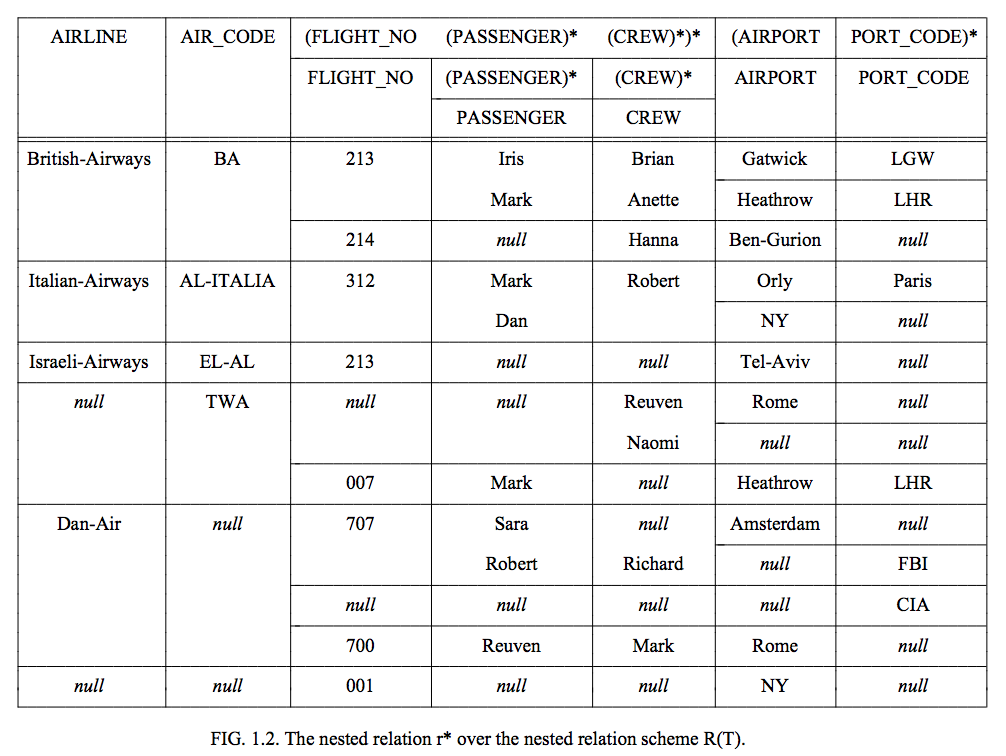 AIRLINE AIR_CODE (FLIGHT_NO (PASSENGER)* (CREW)*)* (AIRPORT PORT_CODE)*
FLIGHT_NO (PASSENGER)* (CREW)* AIRPORT PORT_CODE
PASSENGER CREW
British-Airways BA 213 Iris Brian Gatwick LGW
Mark Anette Heathrow LHR
214 null Hanna Ben-Gurion null
Italian-Airways AL-ITALIA 312 Mark Robert Orly Paris
Dan NY null
Israeli-Airways EL-AL 213 null null Tel-Aviv null
null TWA null null Reuven Rome null
Naomi null null
007 Mark null Heathrow LHR
Dan-Air null 707 Sara null Amsterdam null
Robert Richard null FBI
null null null null CIA
700 Reuven Mark Rome null
null null 001 null null NY null
FIG. 1.2. The nested relation r* over the nested relation scheme R(T).